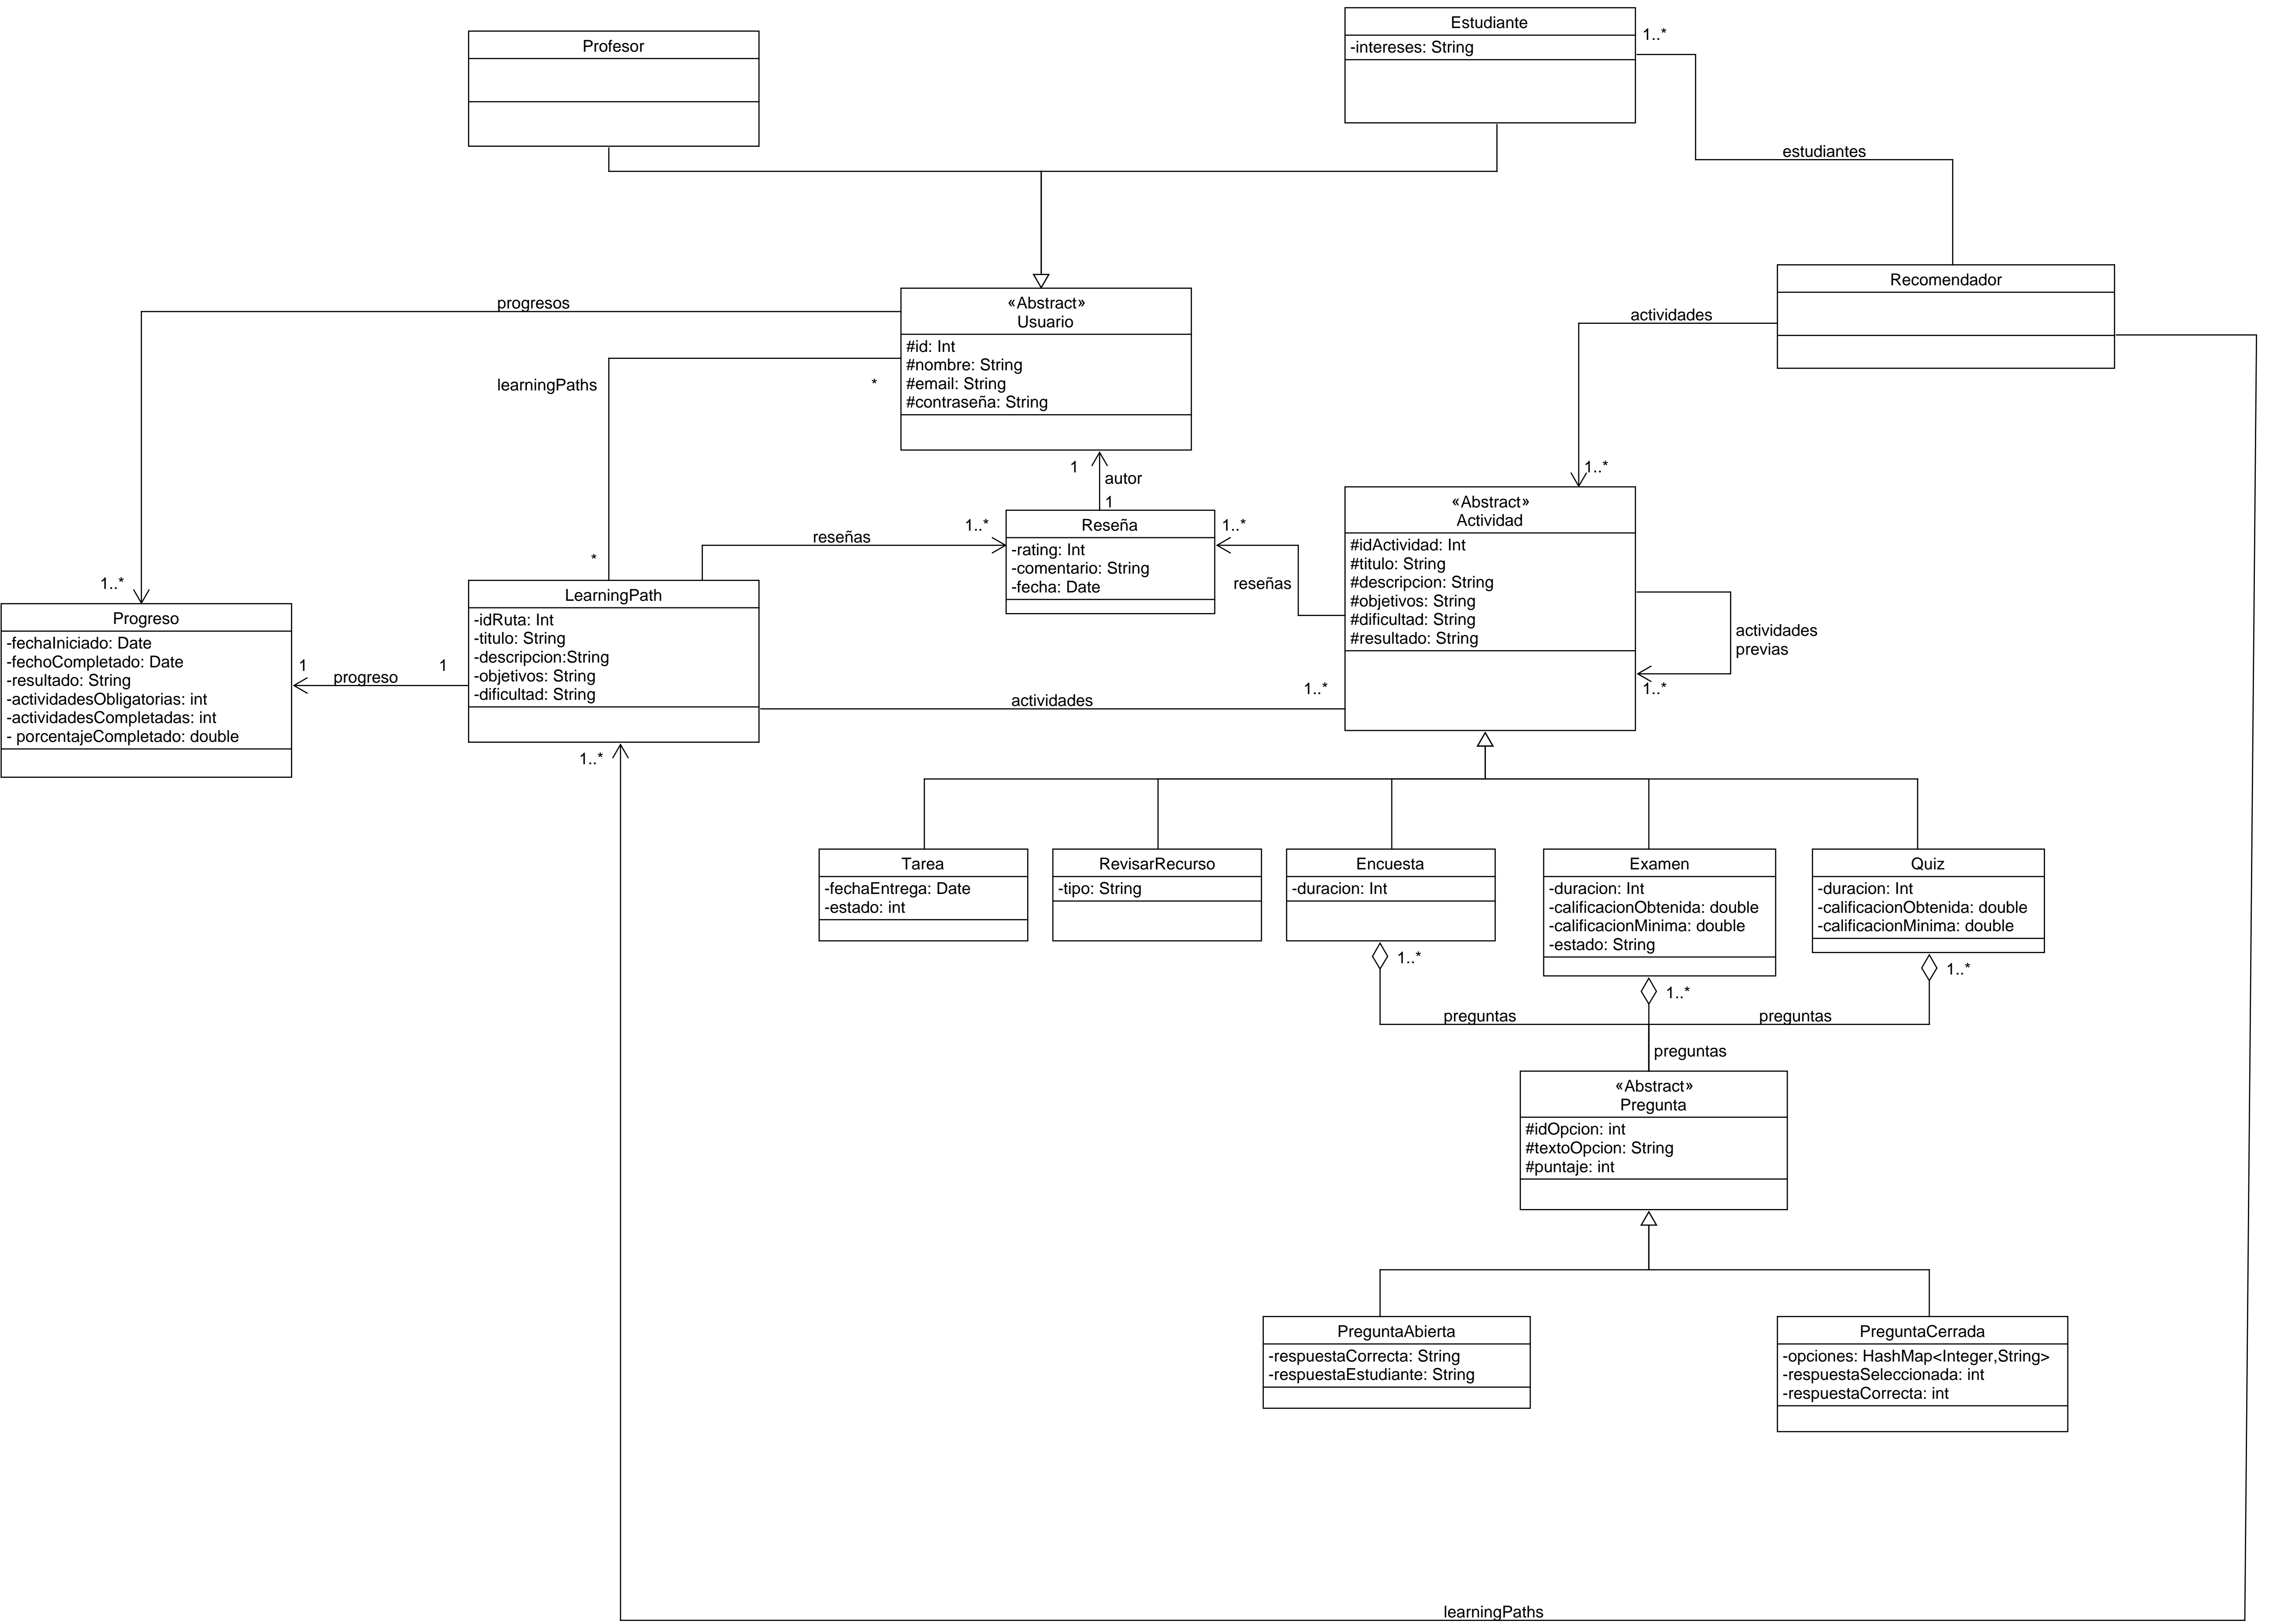 Profesor
Estudiante
-intereses: String
1..*
estudiantes
Recomendador
progresos
«Abstract»
Usuario
#id: Int
#nombre: String
#email: String
#contraseña: String
learningPaths
*
actividades
1..*
1
autor
1
«Abstract»
Actividad
#idActividad: Int
#titulo: String
#descripcion: String
#objetivos: String
#dificultad: String
#resultado: String
reseñas
1..*
Reseña
-rating: Int
-comentario: String
-fecha: Date
1..*
reseñas
*
1..*
Progreso
-fechaIniciado: Date
-fechoCompletado: Date
-resultado: String
-actividadesObligatorias: int
-actividadesCompletadas: int
- porcentajeCompletado: double
LearningPath
-idRuta: Int
-titulo: String
-descripcion:String
-objetivos: String
-dificultad: String
1
progreso
1
actividades
previas
1..*
actividades
1..*
1..*
Tarea
-fechaEntrega: Date
-estado: int
RevisarRecurso
-tipo: String
Encuesta
-duracion: Int
Examen
-duracion: Int
-calificacionObtenida: double
-calificacionMinima: double
-estado: String
Quiz
-duracion: Int
-calificacionObtenida: double
-calificacionMinima: double
1..*
1..*
1..*
preguntas
preguntas
preguntas
«Abstract»
Pregunta
#idOpcion: int
#textoOpcion: String
#puntaje: int
PreguntaAbierta
-respuestaCorrecta: String
-respuestaEstudiante: String
PreguntaCerrada
-opciones: HashMap<Integer,String>
-respuestaSeleccionada: int
-respuestaCorrecta: int
learningPaths